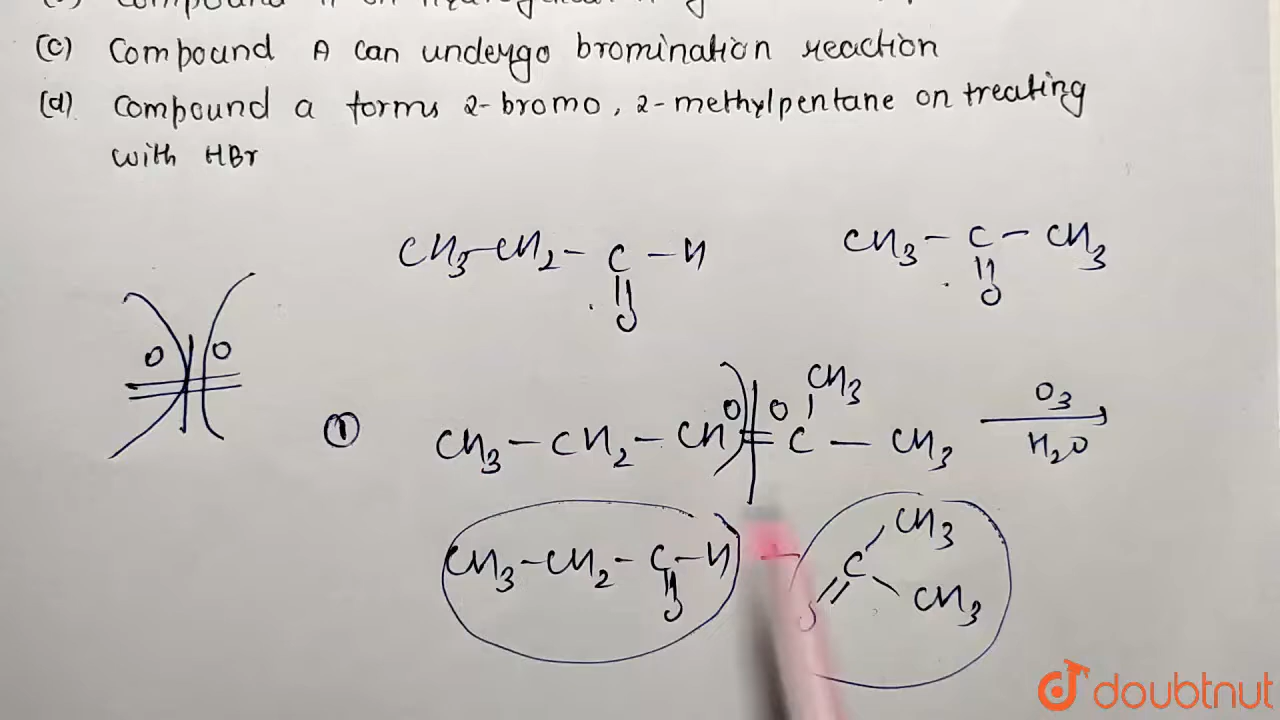 (C) Compound A can undergo bromination reaction
(d). Compound a forms 2-bromo, 2-methylpentane on treating
with HBr
CH3-CH2-C-H CH3-C-CH3
O O
O O
CH3
① CH3-CH2-CH=C-CH3 O3
O O H2O
CH3-CH2-C-H + C CH3
O O CH3
doubtnut